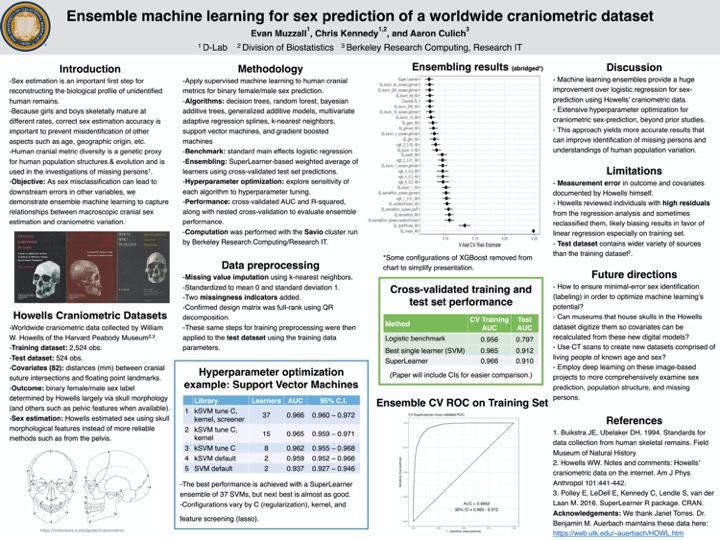 Ensemble machine learning for sex prediction of a worldwide craniometric dataset
Evan Muzzall1, Chris Kennedy1,2, and Aaron Culich3
1 D-Lab 2 Division of Biostatistics 3 Berkeley Research Computing, Research IT
Introduction
-Sex estimation is an important first step for
reconstructing the biological profile of unidentified
human remains.
-Because girls and boys skeletally mature at
different rates, correct sex estimation accuracy is
important to prevent misidentification of other
aspects such as age, geographic origin, etc.
-Human cranial metric diversity is a genetic proxy
for human population structures & evolution and is
used in the investigations of missing persons1.
-Objective: As sex misclassification can lead to
downstream errors in other variables, we
demonstrate ensemble machine learning to capture
relationships between macroscopic cranial sex
estimation and craniometric variation.
Howells Craniometric Datasets
-Worldwide craniometric data collected by William
W. Howells of the Harvard Peabody Museum2,3.
-Training dataset: 2,524 obs.
-Test dataset: 524 obs.
-Covariates (82): distances (mm) between cranial
suture intersections and floating point landmarks.
-Outcome: binary female/male sex label
determined by Howells largely via skull morphology
(and others such as pelvic features when available).
-Sex estimation: Howells estimated sex using skull
morphological features instead of more reliable
methods such as from the pelvis.
Methodology
-Apply supervised machine learning to human cranial
metrics for binary female/male sex prediction.
-Algorithms: decision trees, random forest, bayesian
additive trees, generalized additive models, multivariate
adaptive regression splines, k-nearest neighbors,
support vector machines, and gradient boosted
machines
-Benchmark: standard main effects logistic regression
-Ensembling: SuperLearner-based weighted average of
learners using cross-validated test set predictions.
-Hyperparameter optimization: explore sensitivity of
each algorithm to hyperparameter tuning.
-Performance: cross-validated AUC and R-squared,
along with nested cross-validation to evaluate ensemble
performance.
-Computation was performed with the Savio cluster run
by Berkeley Research Computing/Research IT.
Data preprocessing
-Missing value imputation using k-nearest neighbors.
-Standardized to mean 0 and standard deviation 1.
-Two missingness indicators added.
-Confirmed design matrix was full-rank using QR
decomposition.
-These same steps for training preprocessing were then
applied to the test dataset using the training data
parameters.
Hyperparameter optimization
example: Support Vector Machines
Library Learners AUC 95% C.I.
1 kSVM tune C, kernel, screener 37 0.966 0.960 – 0.972
2 kSVM tune C, kernel 15 0.965 0.959 – 0.971
3 kSVM tune C 8 0.962 0.955 – 0.968
4 kSVM default 2 0.959 0.952 – 0.966
5 SVM default 2 0.937 0.927 – 0.946
-The best performance is achieved with a SuperLearner
ensemble of 37 SVMs, but next best is almost as good.
-Configurations vary by C (regularization), kernel, and
feature screening (lasso).
Ensembling results (abridged*)
V-fold CV Risk Estimate
*Some configurations of XGBoost removed from
chart to simplify presentation.
Cross-validated training and
test set performance
Method CV Training AUC Test AUC
Logistic benchmark 0.956 0.797
Best single learner (SVM) 0.965 0.912
SuperLearner 0.966 0.910
(Paper will include CIs for easier comparison.)
Ensemble CV ROC on Training Set
Discussion
- Machine learning ensembles provide a huge
improvement over logistic regression for sex-
prediction using Howells' craniometric data.
- Extensive hyperparameter optimization for
craniometric sex-prediction, beyond prior studies.
- This approach yields more accurate results that
can improve identification of missing persons and
understandings of human population variation.
Limitations
- Measurement error in outcome and covariates
documented by Howells himself.
- Howells reviewed individuals with high residuals
from the regression analysis and sometimes
reclassified them, likely biasing results in favor of
linear regression especially on training set.
- Test dataset contains wider variety of sources
than the training dataset2.
Future directions
- How to ensure minimal-error sex identification
(labeling) in order to optimize machine learning's
potential?
- Can museums that house skulls in the Howells
dataset digitize them so covariates can be
recalculated from these new digital models?
- Use CT scans to create new datasets comprised of
living people of known age and sex?
- Employ deep learning on these image-based
projects to more comprehensively examine sex
prediction, population structure, and missing
persons.
References
1. Buikstra JE, Ubelaker DH. 1994. Standards for
data collection from human skeletal remains. Field
Museum of Natural History.
2. Howells WW. Notes and comments: Howells'
craniometric data on the internet. Am J Phys
Anthropol 101:441-442.
3. Polley E, LeDell E, Kennedy C, Lendle S, van der
Laan M. 2016. SuperLearner R package. CRAN.
Acknowledgements: We thank Janet Torres. Dr.
Benjamin M. Auerbach maintains these data here:
https://web.utk.edu/~auerbach/HOWL.htm